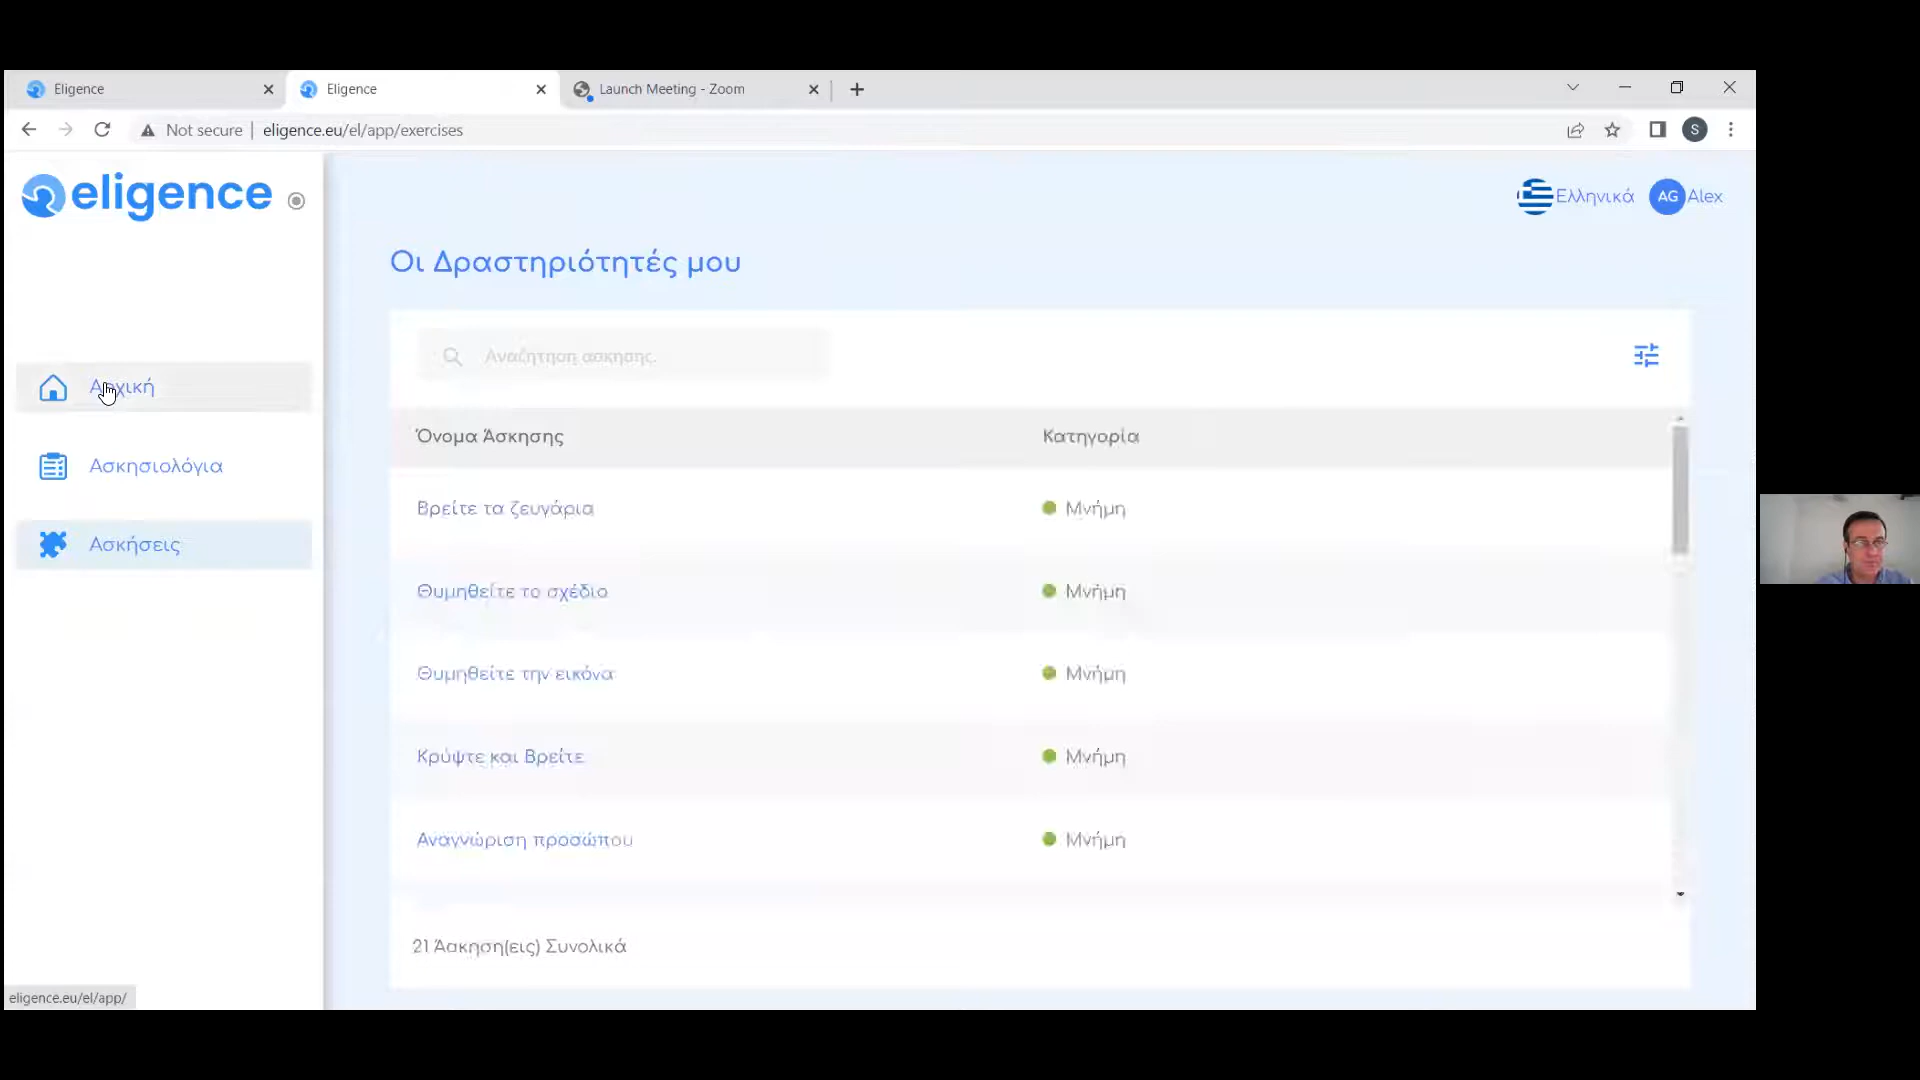 Eligence
Eligence
Launch Meeting - Zoom
Not secure
eligence.eu/el/app/exercises
S
eligence
Ελληνικά
AG
Alex
Οι Δραστηριότητές μου
Αναζήτηση άσκησης.
Αρχική
Ασκησιολόγια
Ασκήσεις
Όνομα Άσκησης
Κατηγορία
Βρείτε τα ζευγάρια
Μνήμη
Θυμηθείτε το σχέδιο
Μνήμη
Θυμηθείτε την εικόνα
Μνήμη
Κρύψτε και Βρείτε
Μνήμη
Αναγνώριση προσώπου
Μνήμη
21 Άσκηση(εις) Συνολικά
eligence.eu/el/app/